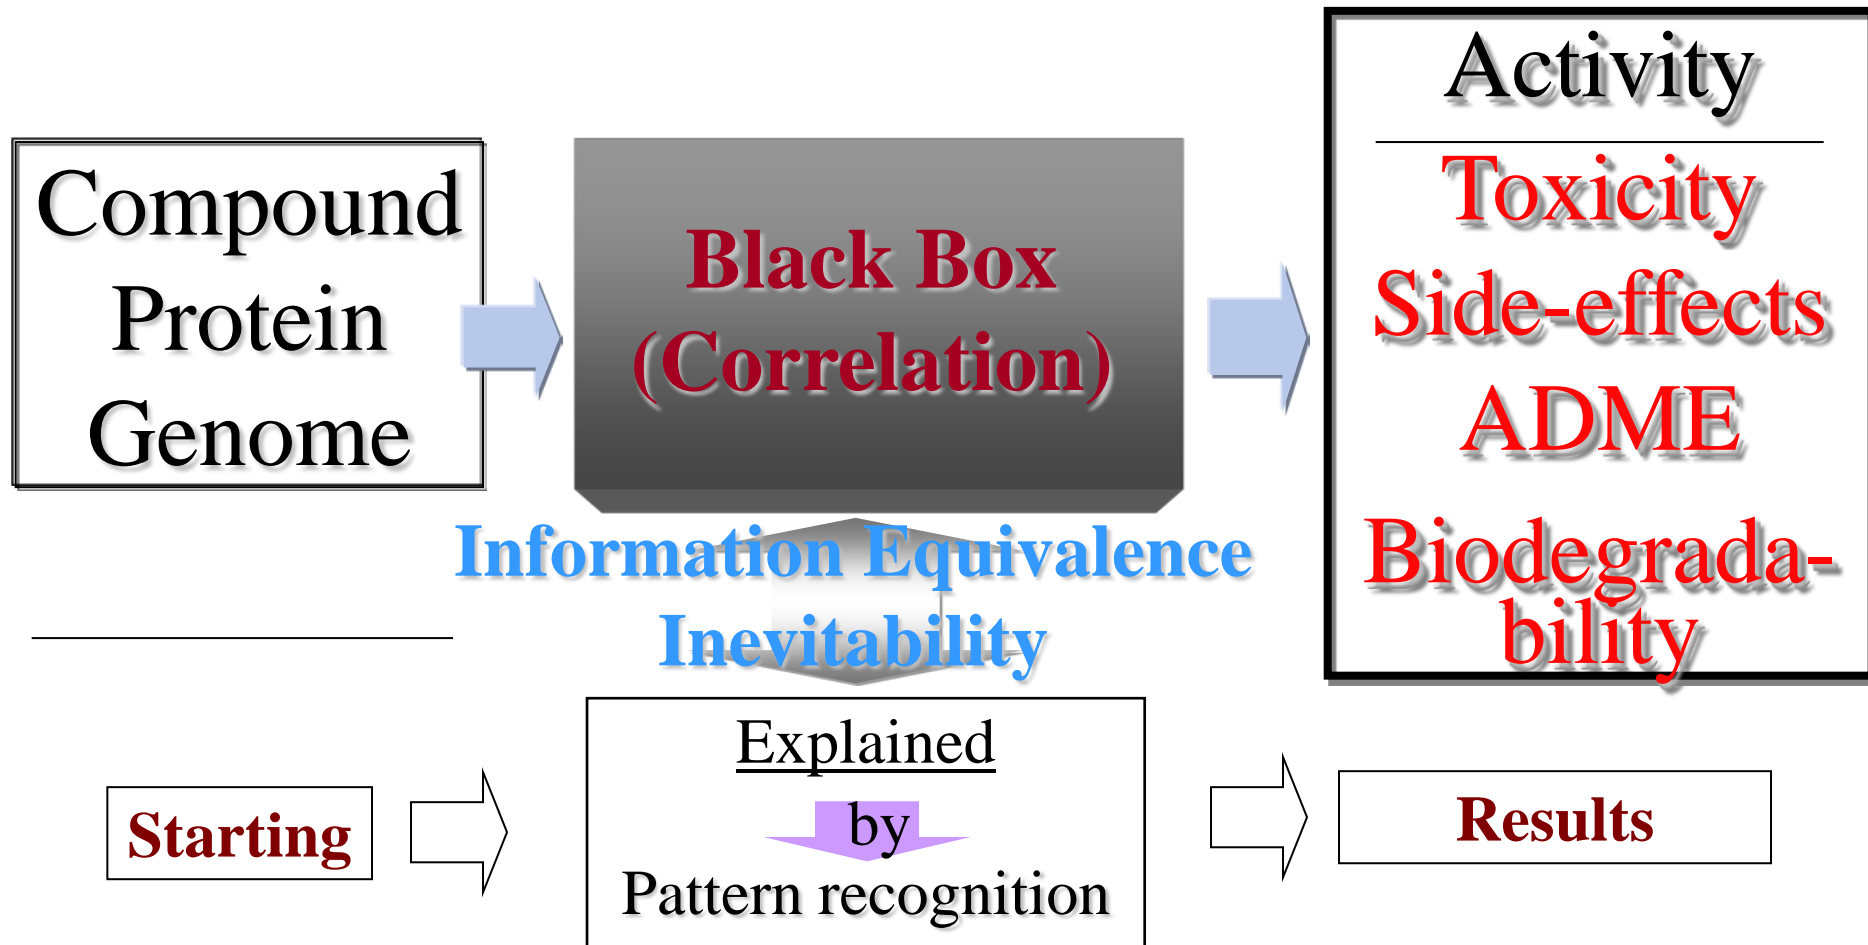 Compound
Protein
Genome
Black Box
(Correlation)
Activity
Toxicity
Side-effects
ADME
Biodegrada-
bility
Information Equivalence
Inevitability
Starting
Explained
by
Pattern recognition
Results